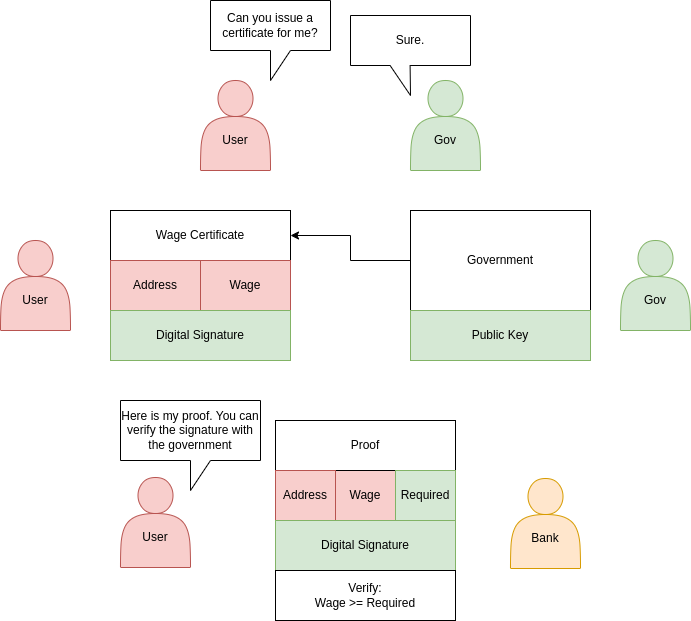 Can you issue a
certificate for me?
Sure.
User
Gov
Wage Certificate
Address
Wage
Digital Signature
Government
Public Key
User
Gov
Here is my proof. You can
verify the signature with
the government
User
Proof
Address
Wage
Required
Digital Signature
Verify:
Wage >= Required
Bank